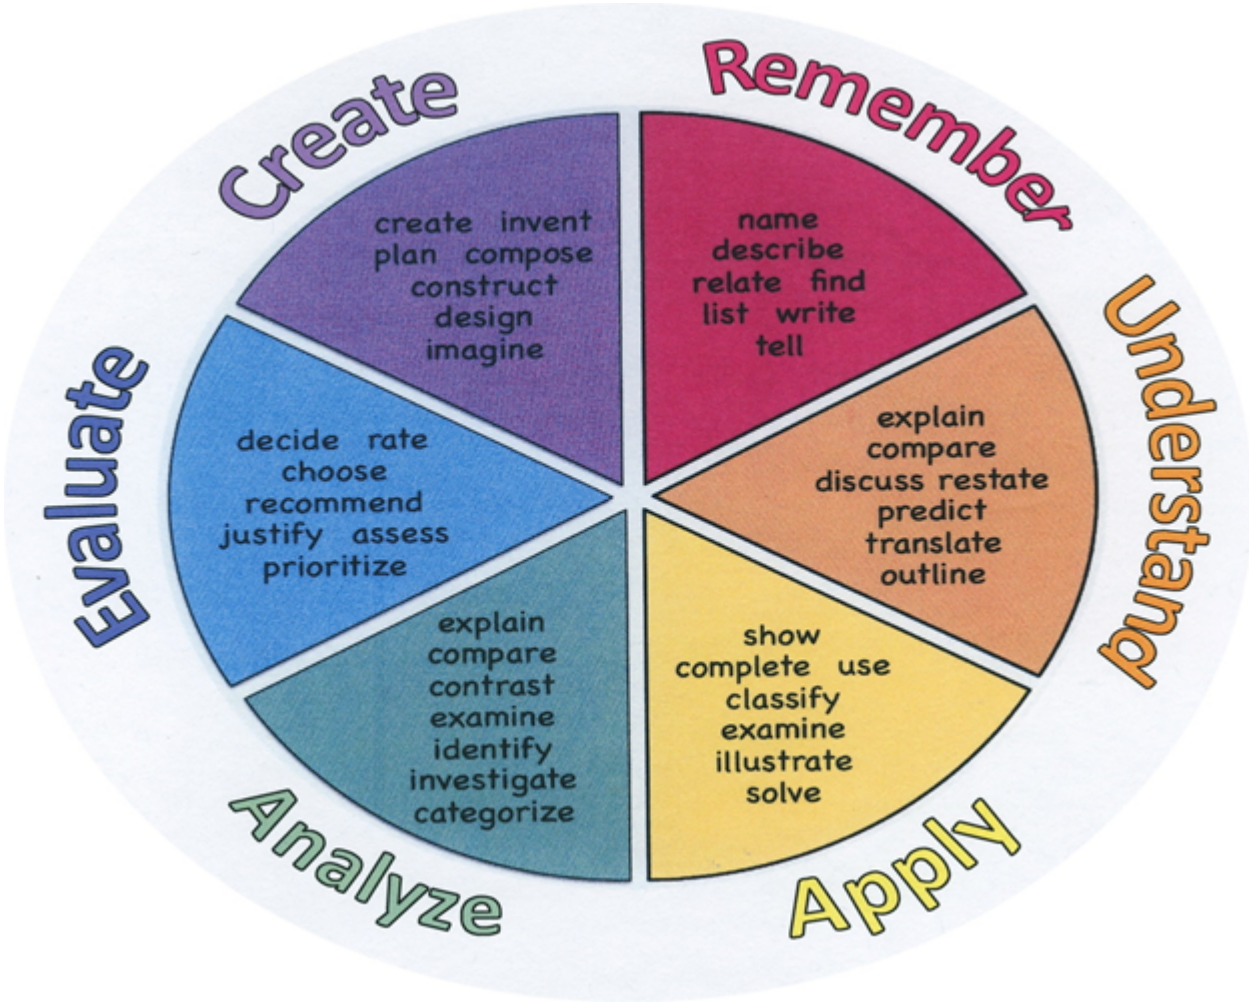 Remember
name
describe
relate find
list write
tell
Understand
explain
compare
discuss restate
predict
translate
outline
Apply
show
complete use
classify
examine
illustrate
solve
Analyze
explain
compare
contrast
examine
identify
investigate
categorize
Evaluate
decide rate
choose
recommend
justify assess
prioritize
Create
create invent
plan compose
construct
design
imagine